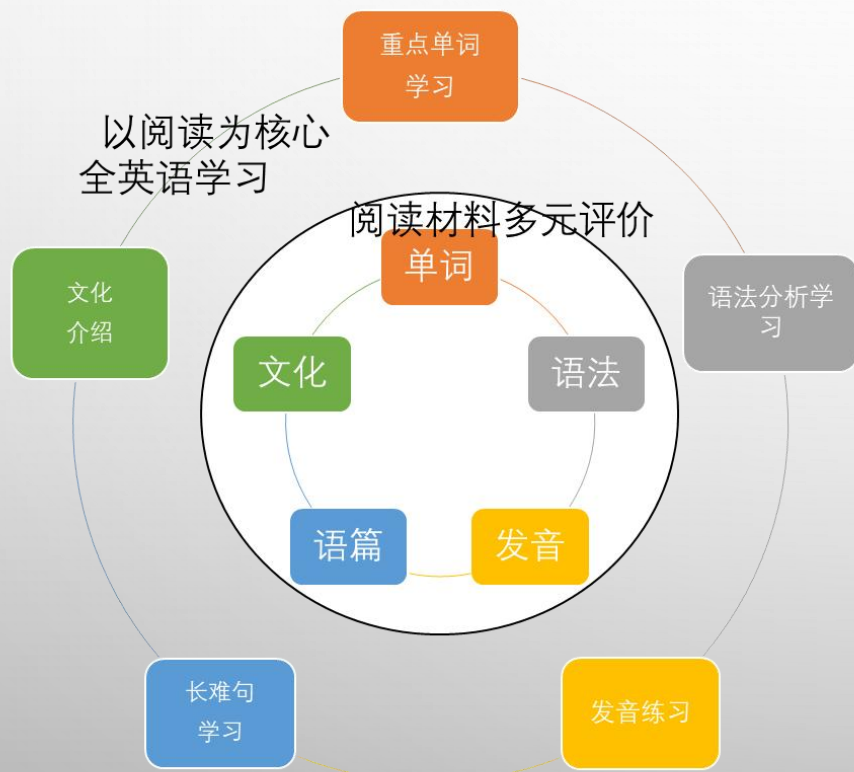 重点单词
学习
以阅读为核心
全英语学习
阅读材料多元评价
单词
文化
介绍
语法分析学
习
文化
语法
语篇
发音
长难句
学习
发音练习